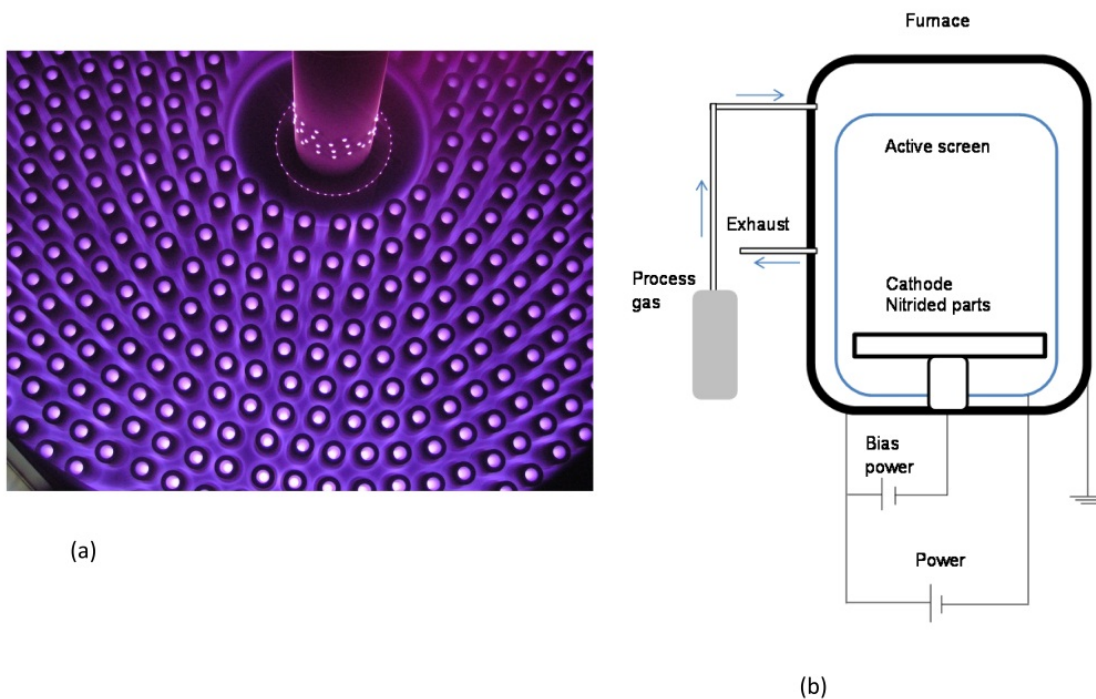 Furnace
Active screen
Exhaust
Process
gas
Cathode
Nitrided parts
Bias
power
Power
(a)
(b)